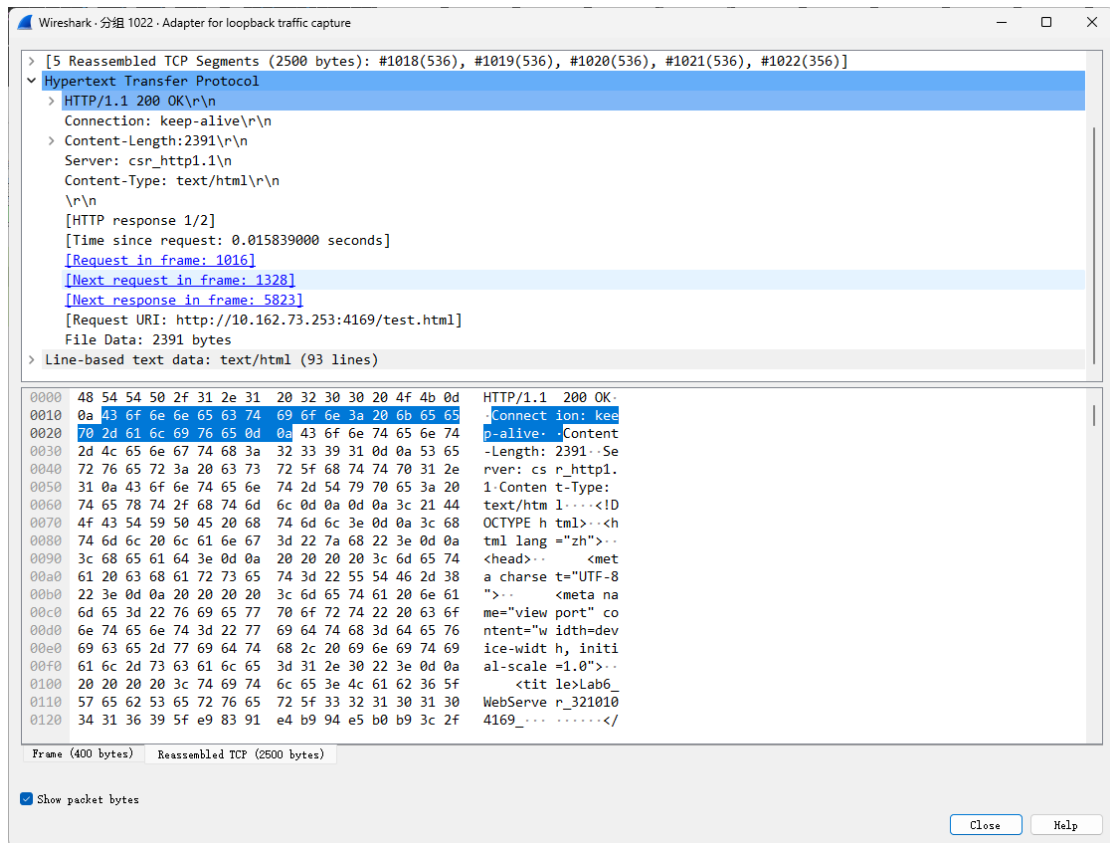 Wireshark · 分组 1022 · Adapter for loopback traffic capture
> [5 Reassembled TCP Segments (2500 bytes): #1018(536), #1019(536), #1020(536), #1021(536), #1022(356)]
Hypertext Transfer Protocol
> HTTP/1.1 200 OK\r\n
Connection: keep-alive\r\n
> Content-Length:2391\r\n
Server: csr_http1.1\n
Content-Type: text/html\r\n
\r\n
[HTTP response 1/2]
[Time since request: 0.015839000 seconds]
[Request in frame: 1016]
[Next request in frame: 1328]
[Next response in frame: 5823]
[Request URI: http://10.162.73.253:4169/test.html]
File Data: 2391 bytes
> Line-based text data: text/html (93 lines)
0000 48 54 54 50 2f 31 2e 31 20 32 30 30 20 4f 4b 0d HTTP/1.1 200 OK·
0010 0a 43 6f 6e 6e 65 63 74 69 6f 6e 3a 20 6b 65 65 ·Connect ion: kee
0020 70 2d 61 6c 69 76 65 0d 0a 43 6f 6e 74 65 6e 74 p-alive· ·Content
0030 2d 4c 65 6e 67 74 68 3a 32 33 39 31 0d 0a 53 65 -Length: 2391··Se
0040 72 76 65 72 3a 20 63 73 72 5f 68 74 74 70 31 2e rver: cs r_http1.
0050 31 0a 43 6f 6e 74 65 6e 74 2d 54 79 70 65 3a 20 1·Conten t-Type:
0060 74 65 78 74 2f 68 74 6d 6c 0d 0a 0d 0a 3c 21 44 text/htm l····<!D
0070 4f 43 54 59 50 45 20 68 74 6d 6c 3e 0d 0a 3c 68 OCTYPE h tml>··<h
0080 74 6d 6c 20 6c 61 6e 67 3d 22 7a 68 22 3e 0d 0a tml lang ="zh">··
0090 3c 68 65 61 64 3e 0d 0a 20 20 20 20 3c 6d 65 74 <head>·· <met
00a0 61 20 63 68 61 72 73 65 74 3d 22 55 54 46 2d 38 a charse t="UTF-8
00b0 22 3e 0d 0a 20 20 20 20 3c 6d 65 74 61 20 6e 61 ">·· <meta na
00c0 6d 65 3d 22 76 69 65 77 70 6f 72 74 22 20 63 6f me="view port" co
00d0 6e 74 65 6e 74 3d 22 77 69 64 74 68 3d 64 65 76 ntent="w idth=dev
00e0 69 63 65 2d 77 69 64 74 68 2c 20 69 6e 69 74 69 ice-widt h, initi
00f0 61 6c 2d 73 63 61 6c 65 3d 31 2e 30 22 3e 0d 0a al-scale =1.0">··
0100 20 20 20 20 3c 74 69 74 6c 65 3e 4c 61 62 36 5f <tit le>Lab6_
0110 57 65 62 53 65 72 76 65 72 5f 33 32 31 30 31 30 WebServe r_321010
0120 34 31 36 39 5f e9 83 91 e4 b9 94 e5 b0 b9 3c 2f 4169_··· ······</
Frame (400 bytes) Reassembled TCP (2500 bytes)
Show packet bytes
Close Help